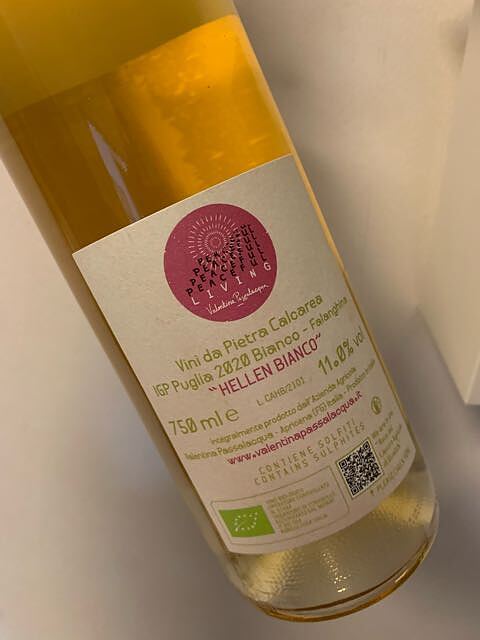 PEACEFUL
PEACEFUL
PEACEFUL
LIVING
Valentina Passalacqua
Vini da Pietra Calcarea
IGP Puglia 2020 Bianco - Falanghina
"HELLEN BIANCO"
750 ml e L.CAHB/2101 11.0% vol
Integralmente prodotto dall'Azienda Agricola
Valentina Passalacqua - Apricena (FG) Italia -
www.valentinapassalacqua.it
CONTIENE SOLFITI
CONTAINS SULPHITES